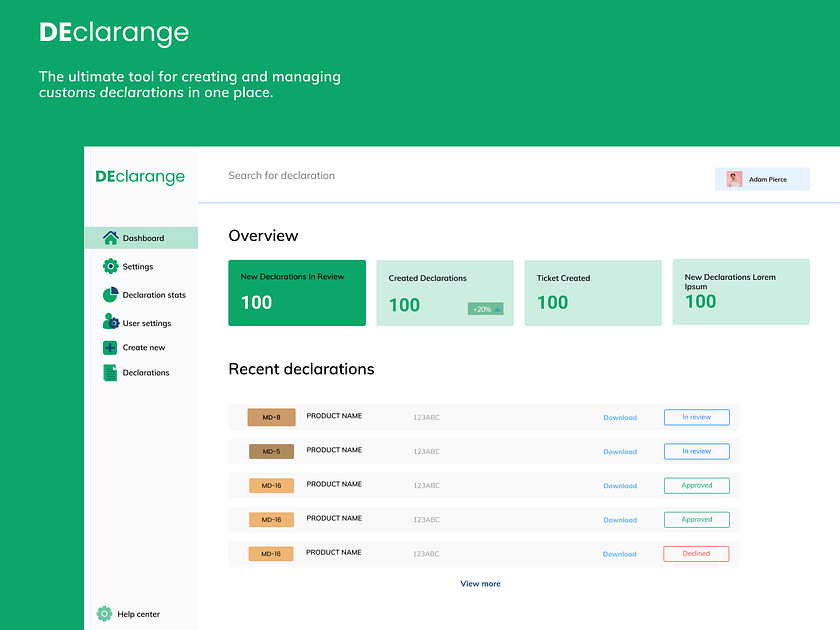 DEclarange
The ultimate tool for creating and managing
customs declarations in one place.
DEclarange
Search for declaration
Adam Pierce
Dashboard
Settings
Declaration stats
User settings
Create new
Declarations
Help center
Overview
New Declarations In Review
100
Created Declarations
100
+20%
Ticket Created
100
New Declarations Lorem
Ipsum
100
Recent declarations
MD-8 PRODUCT NAME 123ABC Download In review
MD-5 PRODUCT NAME 123ABC Download In review
MD-16 PRODUCT NAME 123ABC Download Approved
MD-16 PRODUCT NAME 123ABC Download Approved
MD-16 PRODUCT NAME 123ABC Download Declined
View more